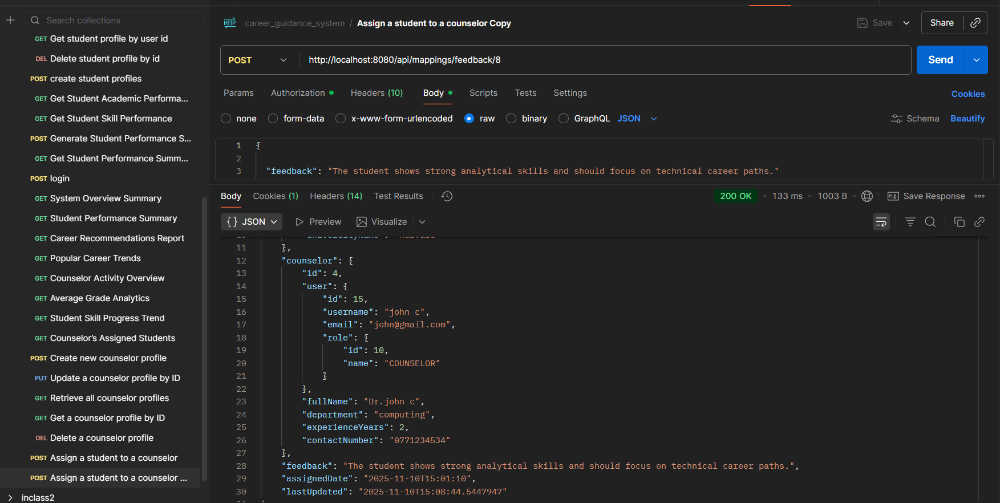 Search collections
GET Get student profile by user id
DEL Delete student profile by id
POST create student profiles
GET Get Student Academic Performa...
GET Get Student Skill Performance
POST Generate Student Performance S...
GET Get Student Performance Summ...
POST login
GET System Overview Summary
GET Student Performance Summary
GET Career Recommendations Report
GET Popular Career Trends
GET Counselor Activity Overview
GET Average Grade Analytics
GET Student Skill Progress Trend
GET Counselor’s Assigned Students
POST Create new counselor profile
PUT Update a counselor profile by ID
GET Retrieve all counselor profiles
GET Get a counselor profile by ID
DEL Delete a counselor profile
POST Assign a student to a counselor
POST Assign a student to a counselor ...
inclass2
HTTP career_guidance_system / Assign a student to a counselor Copy
Save Share
POST http://localhost:8080/api/mappings/feedback/8 Send
Params Authorization Headers (10) Body Scripts Tests Settings Cookies
none form-data x-www-form-urlencoded raw binary GraphQL JSON Schema Beautify
1 {
2
3 "feedback": "The student shows strong analytical skills and should focus on technical career paths."
Body Cookies (1) Headers (14) Test Results 200 OK • 133 ms • 1003 B • e.g. Save Response
{} JSON Preview Visualize
11 },
12 "counselor": {
13 "id": 4,
14 "user": {
15 "id": 15,
16 "username": "john c",
17 "email": "john@gmail.com",
18 "role": {
19 "id": 10,
20 "name": "COUNSELOR"
21 }
22 },
23 "fullName": "Dr.john c",
24 "department": "computing",
25 "experienceYears": 2,
26 "contactNumber": "0771234534"
27 },
28 "feedback": "The student shows strong analytical skills and should focus on technical career paths.",
29 "assignedDate": "2025-11-10T15:01:10",
30 "lastUpdated": "2025-11-10T15:08:44.5447947"